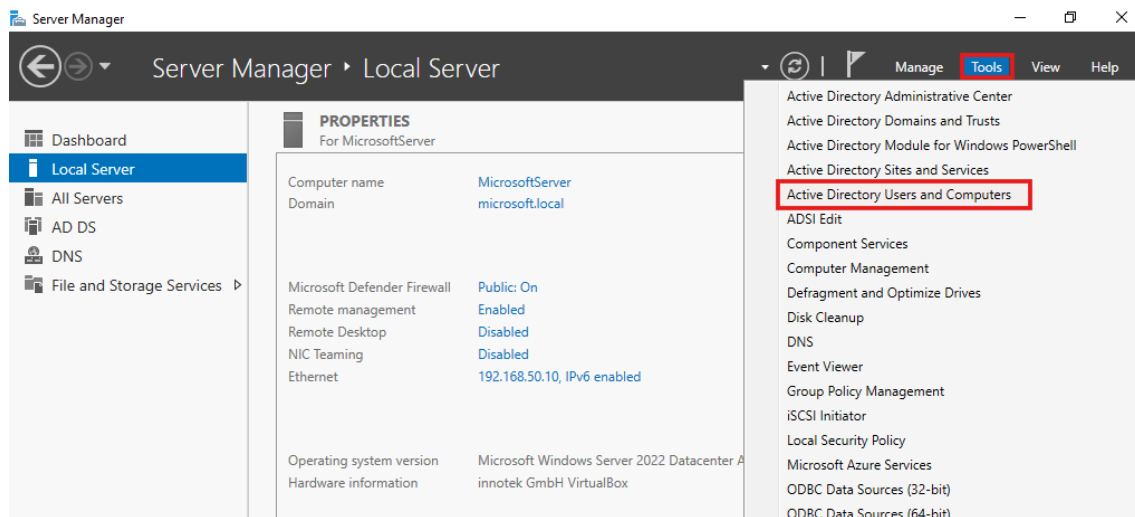 Server Manager
Server Manager ‣ Local Server
Manage Tools View Help
Dashboard
Local Server
All Servers
AD DS
DNS
File and Storage Services
PROPERTIES
For MicrosoftServer
Computer name MicrosoftServer
Domain microsoft.local
Microsoft Defender Firewall Public: On
Remote management Enabled
Remote Desktop Disabled
NIC Teaming Disabled
Ethernet 192.168.50.10, IPv6 enabled
Operating system version Microsoft Windows Server 2022 Datacenter A
Hardware information innotek GmbH VirtualBox
Active Directory Administrative Center
Active Directory Domains and Trusts
Active Directory Module for Windows PowerShell
Active Directory Sites and Services
Active Directory Users and Computers
ADSI Edit
Component Services
Computer Management
Defragment and Optimize Drives
Disk Cleanup
DNS
Event Viewer
Group Policy Management
iSCSI Initiator
Local Security Policy
Microsoft Azure Services
ODBC Data Sources (32-bit)
ODBC Data Sources (64-bit)